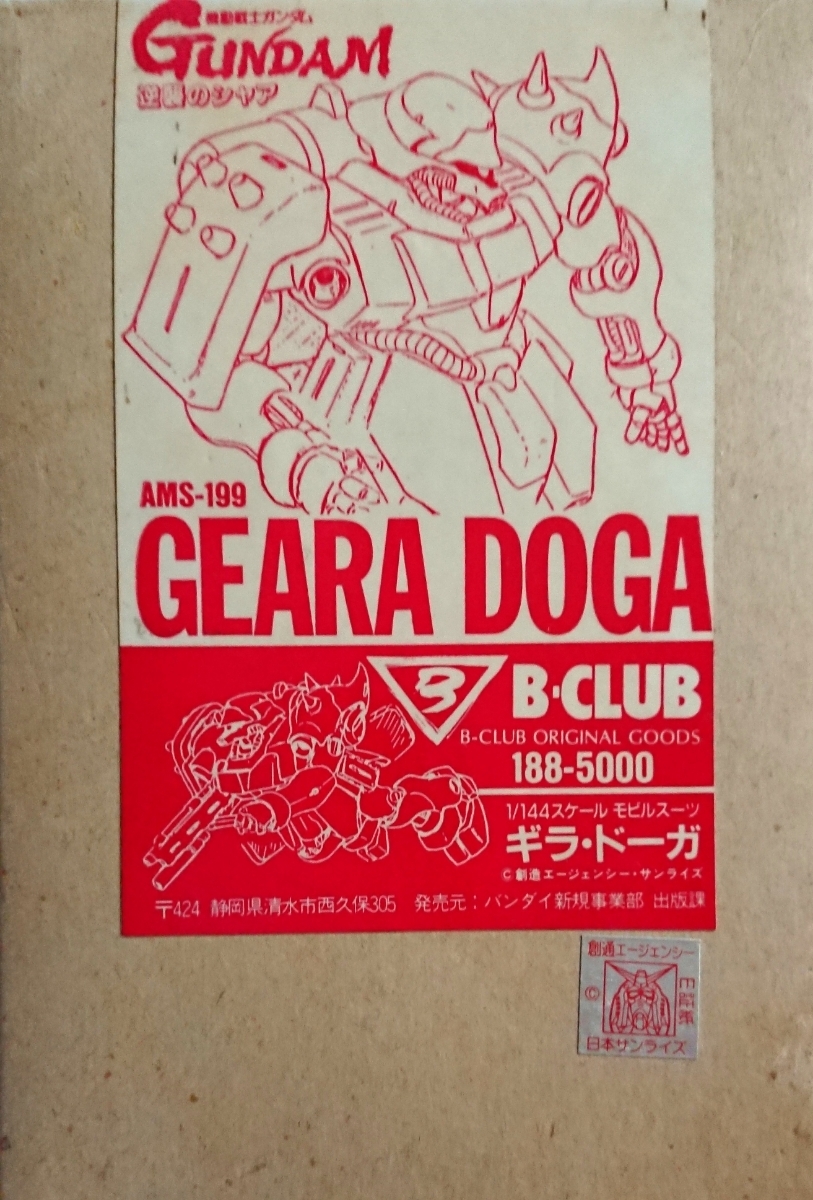 機動戦士ガンダム
GUNDAM
逆襲のシャア
AMS-199
GEARA DOGA
B-CLUB
B-CLUB ORIGINAL GOODS
188-5000
1/144スケール モビルスーツ
ギラ・ドーガ
©創造エージェンシー・サンライズ
〒424 静岡県清水市西久保305 発売元:バンダイ新規事業部 出版課
創通エージェンシー
©
証紙
日本サンライズ